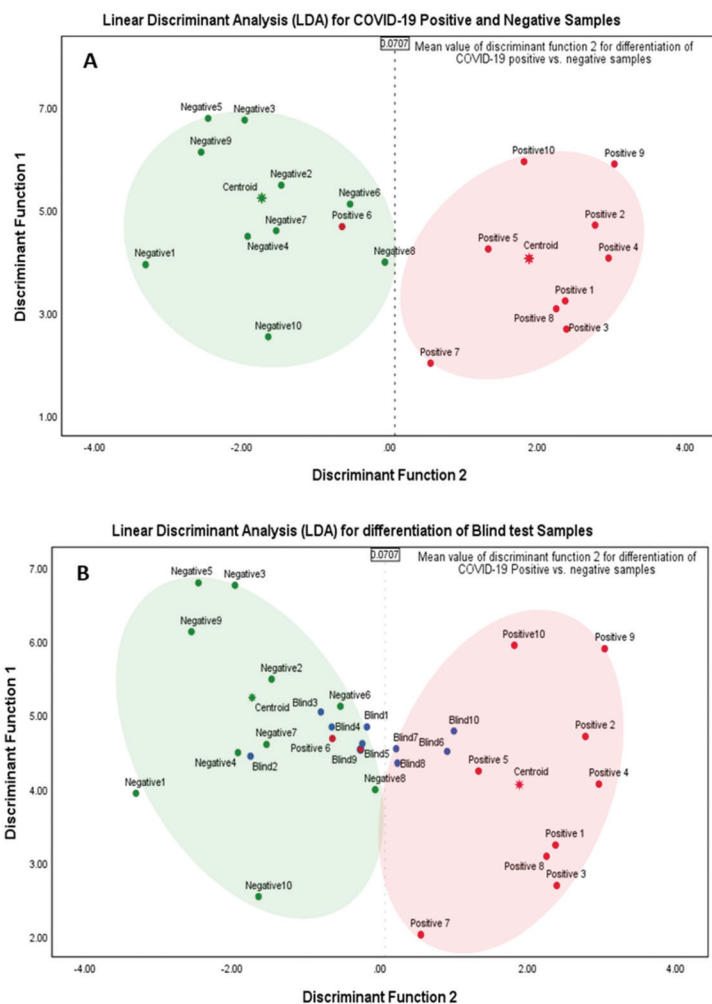 Linear Discriminant Analysis (LDA) for COVID-19 Positive and Negative Samples
0.0707
Mean value of discriminant function 2 for differentiation of
COVID-19 positive vs. negative samples
A
7.00
5.00
3.00
1.00
Discriminant Function 1
Negative5
Negative3
Negative9
Centroid
Negative2
Negative6
Negative7
Positive 6
Negative4
Negative8
Negative1
Negative10
Positive10
Positive 9
Positive 2
Positive 5
Centroid
Positive 4
Positive 1
Positive 8
Positive 3
Positive 7
-4.00
-2.00
.00
2.00
4.00
Discriminant Function 2
Linear Discriminant Analysis (LDA) for differentiation of Blind test Samples
0.0707
Mean value of discriminant function 2 for differentiation of
COVID-19 Positive vs. negative samples
B
7.00
6.00
5.00
4.00
3.00
2.00
Discriminant Function 1
Negative5
Negative3
Negative9
Negative2
Centroid
Blind3
Negative6
Blind4
Blind1
Negative7
Positive 6
Negative4
Blind9
Blind5
Blind2
Negative8
Negative1
Negative10
Blind7
Blind10
Blind6
Blind8
Positive10
Positive 9
Positive 2
Positive 5
Centroid
Positive 4
Positive 1
Positive 8
Positive 3
Positive 7
-4.00
-2.00
.00
2.00
4.00
Discriminant Function 2